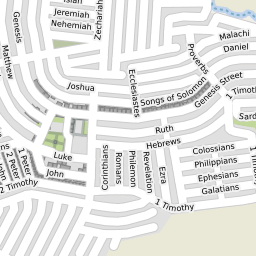 Isiah
Jeremiah
Nehemiah
Zechariah
Genesis
Matthew
Malachi
Daniel
Proverbs
Joshua
Ecclesiastes
Songs of Solomon
Genesis Street
1 Timothy
Ruth
Hebrews
Luke
John
1 Peter
2 Peter
John
2 Timothy
Corinthians
Romans
Philemon
Revelation
Ezra
Colossians
Philippians
Ephesians
Galatians
1 Timothy